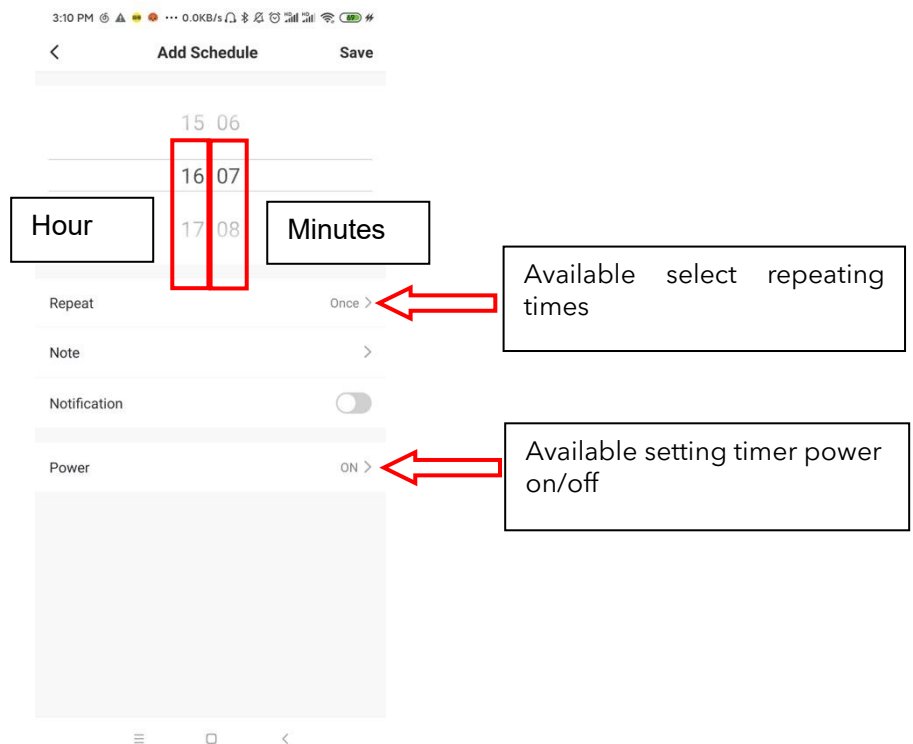 3:10 PM 0.0KB/s 69
Add Schedule Save
15 06
16 07
17 08
Hour
Minutes
Available select repeating
times
Repeat Once
Note
Notification
Available setting timer power
on/off
Power ON